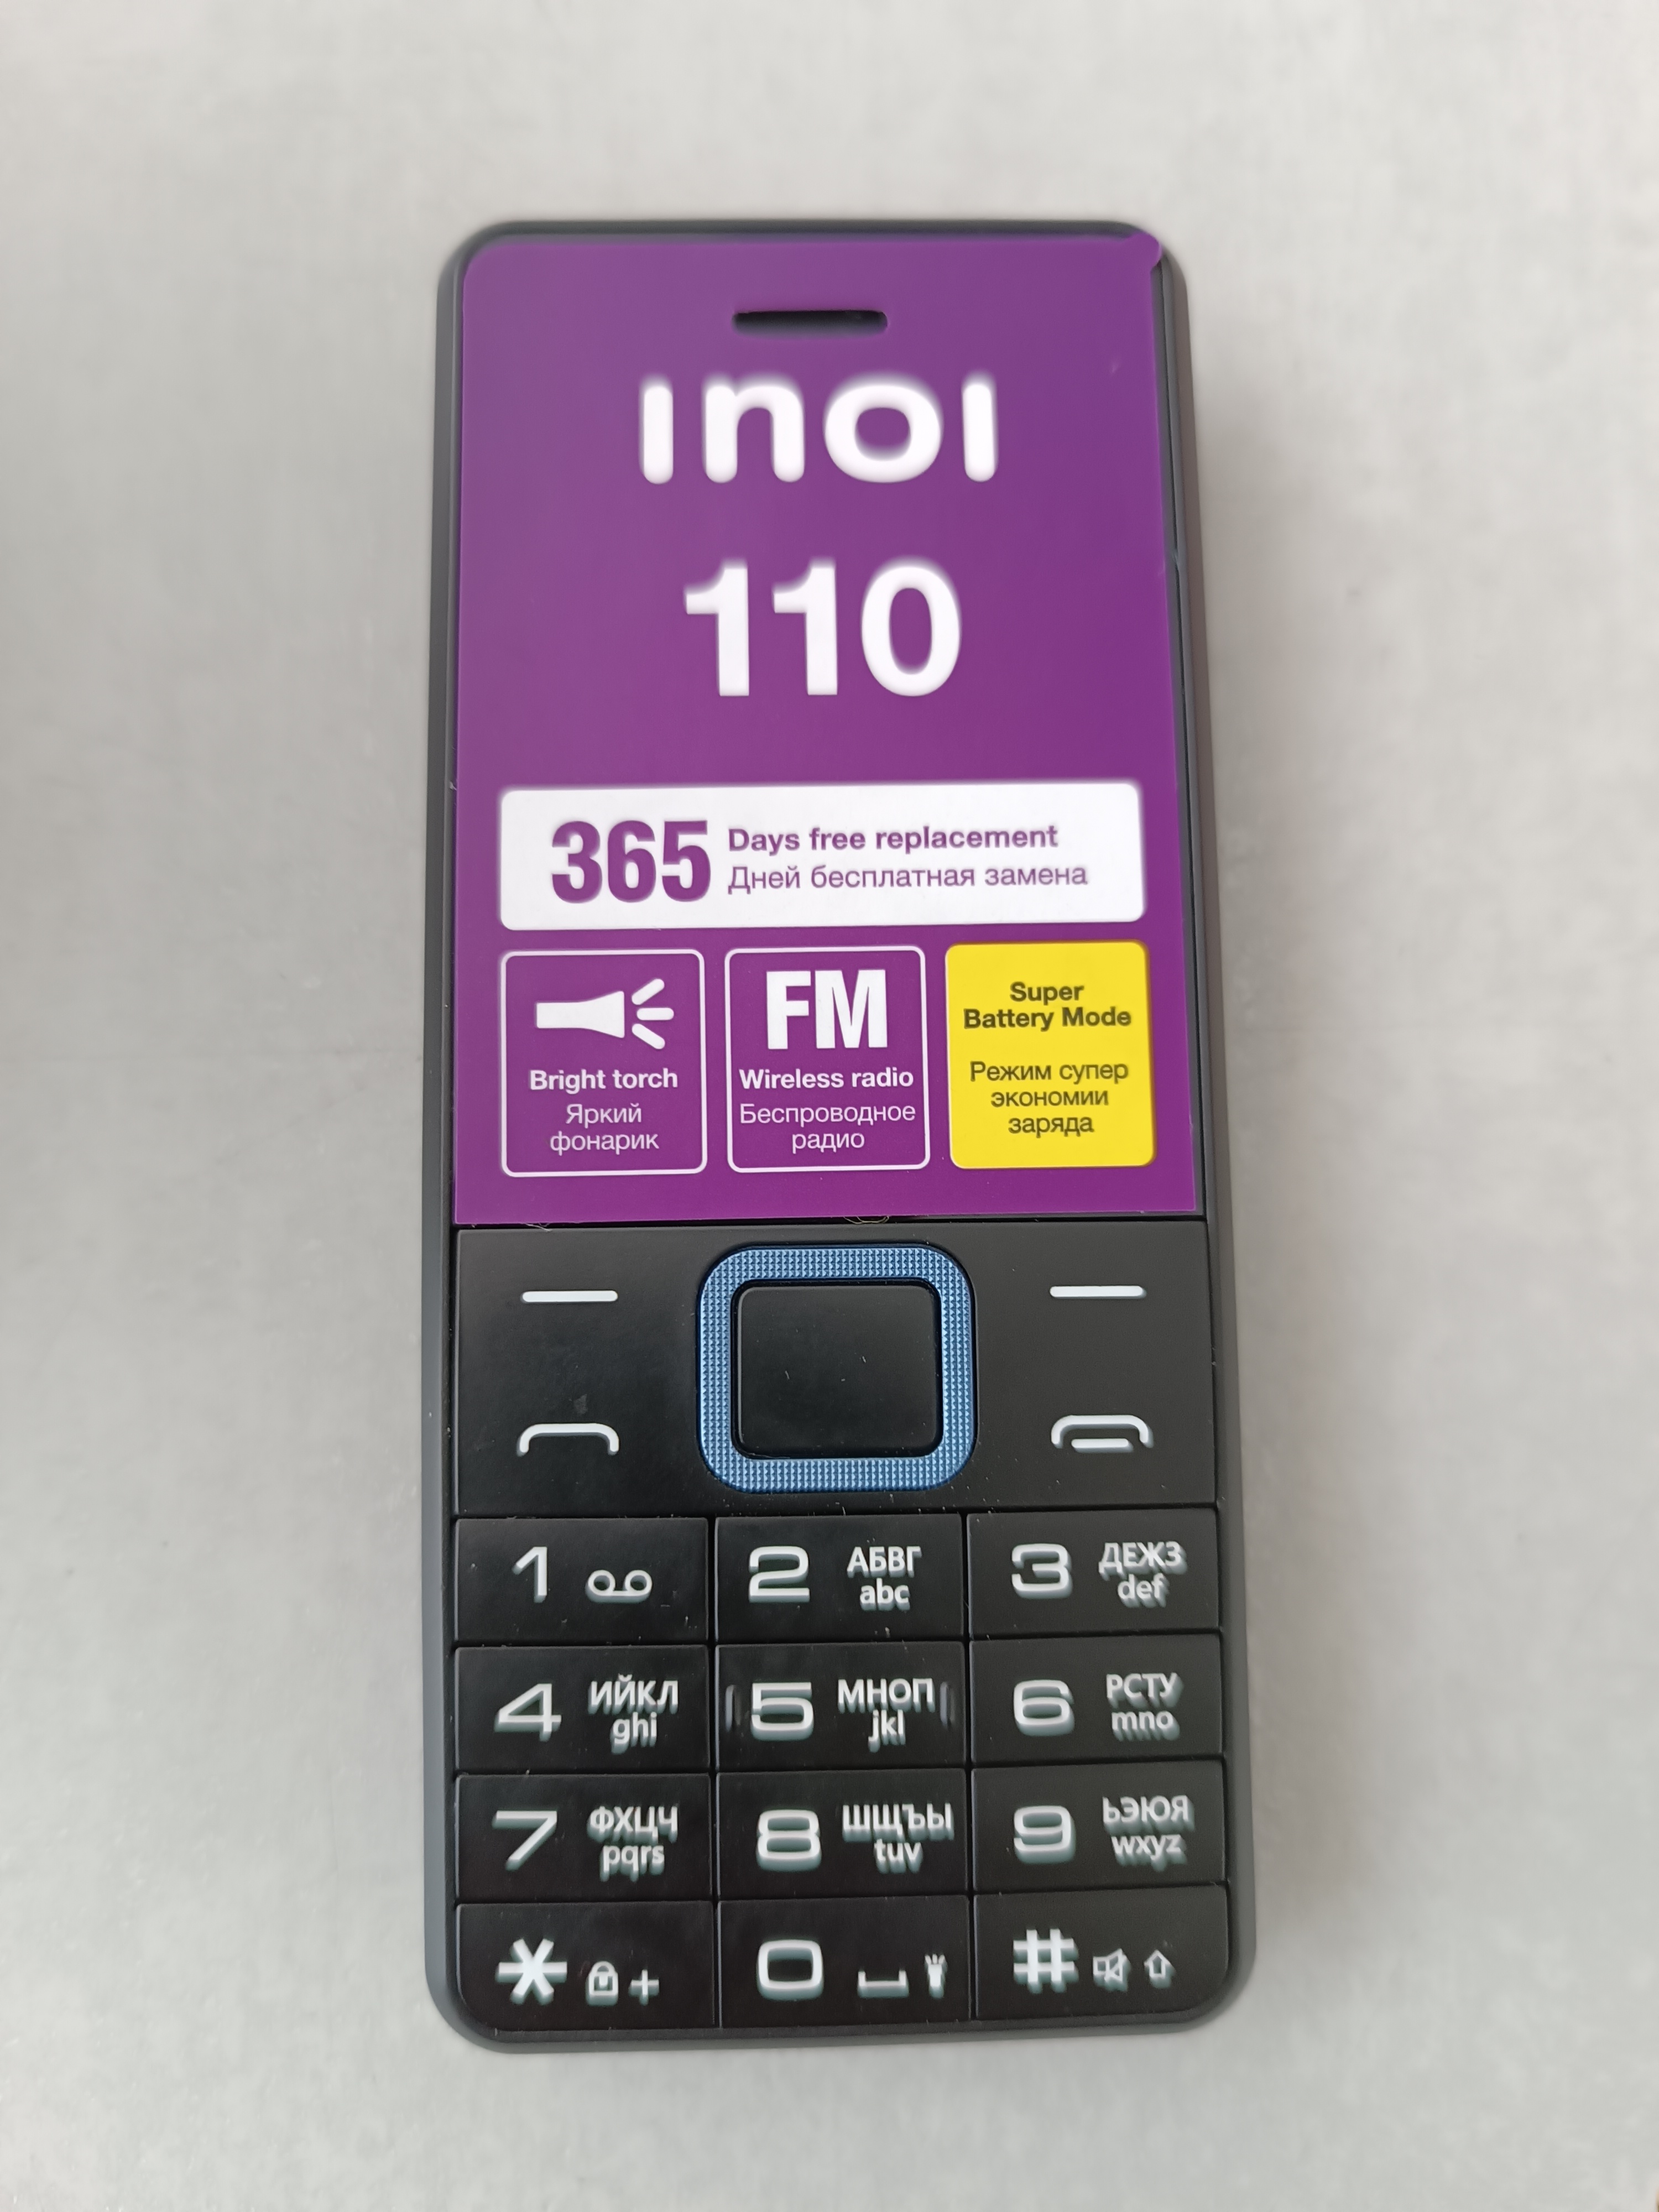 inoi
110
365 Days free replacement
Дней бесплатная замена
Bright torch
Яркий
фонарик
FM
Wireless radio
Беспроводное
радио
Super
Battery Mode
Режим супер
экономии
заряда
1
2 АБВГ
abc
3 ДЕЖЗ
def
4 ИЙКЛ
ghi
5 МНОП
jkl
6 РСТУ
mno
7 ФХЦЧ
pqrs
8 ШЩЪЫ
tuv
9 ЬЭЮЯ
wxyz
* +
0
#